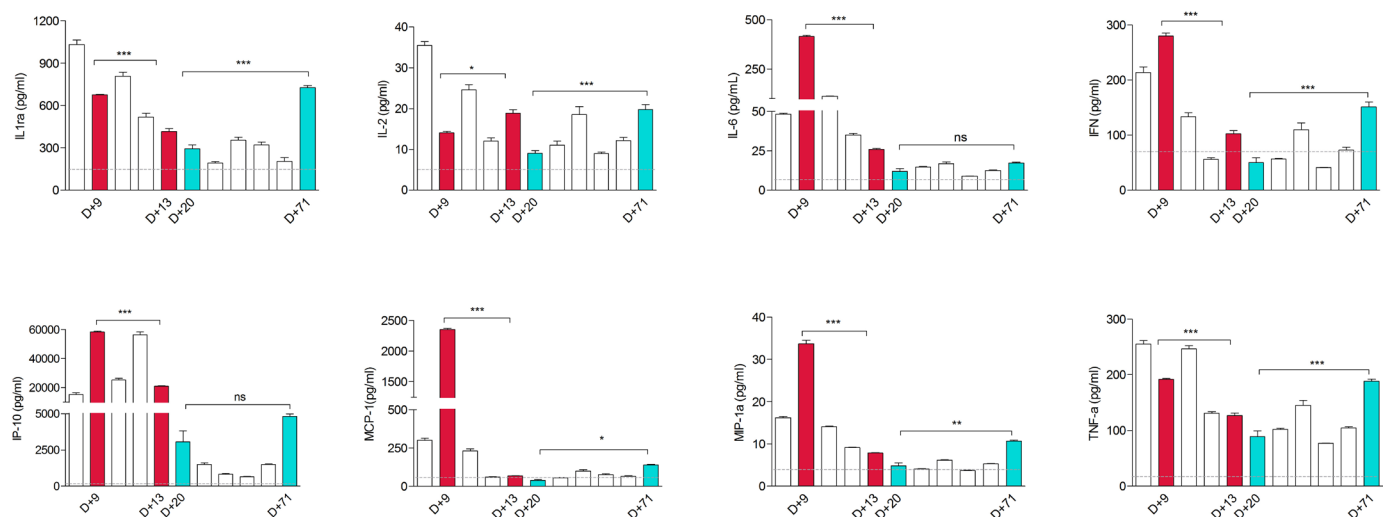 IL1ra (pg/ml)
1200
900
600
300
0
***
***
D+9
D+13
D+20
D+71
IL-2 (pg/ml)
40
30
20
10
0
*
***
D+9
D+13
D+20
D+71
IL-6 (pg/mL)
500
250
50
25
0
***
ns
D+9
D+13
D+20
D+71
IFN (pg/ml)
300
200
100
0
***
***
D+9
D+13
D+20
D+71
IP-10 (pg/ml)
60000
40000
20000
5000
2500
0
***
ns
D+9
D+13
D+20
D+71
MCP-1(pg/ml)
2500
2000
1500
1000
500
250
0
***
*
D+9
D+13
D+20
D+71
MIP-1a (pg/ml)
40
30
20
10
0
***
**
D+9
D+13
D+20
D+71
TNF-a (pg/ml)
300
200
100
0
***
***
D+9
D+13
D+20
D+71